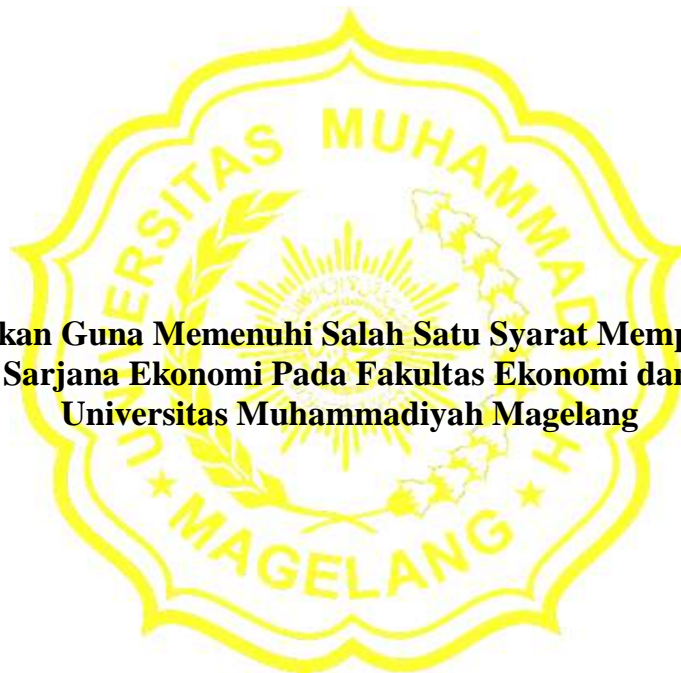 UNIVERSITAS MUHAMMADIYAH
kan Guna Memenuhi Salah Satu Syarat Memp
Sarjana Ekonomi Pada Fakultas Ekonomi dan
Universitas Muhammadiyah Magelang
★ MAGELANG ★